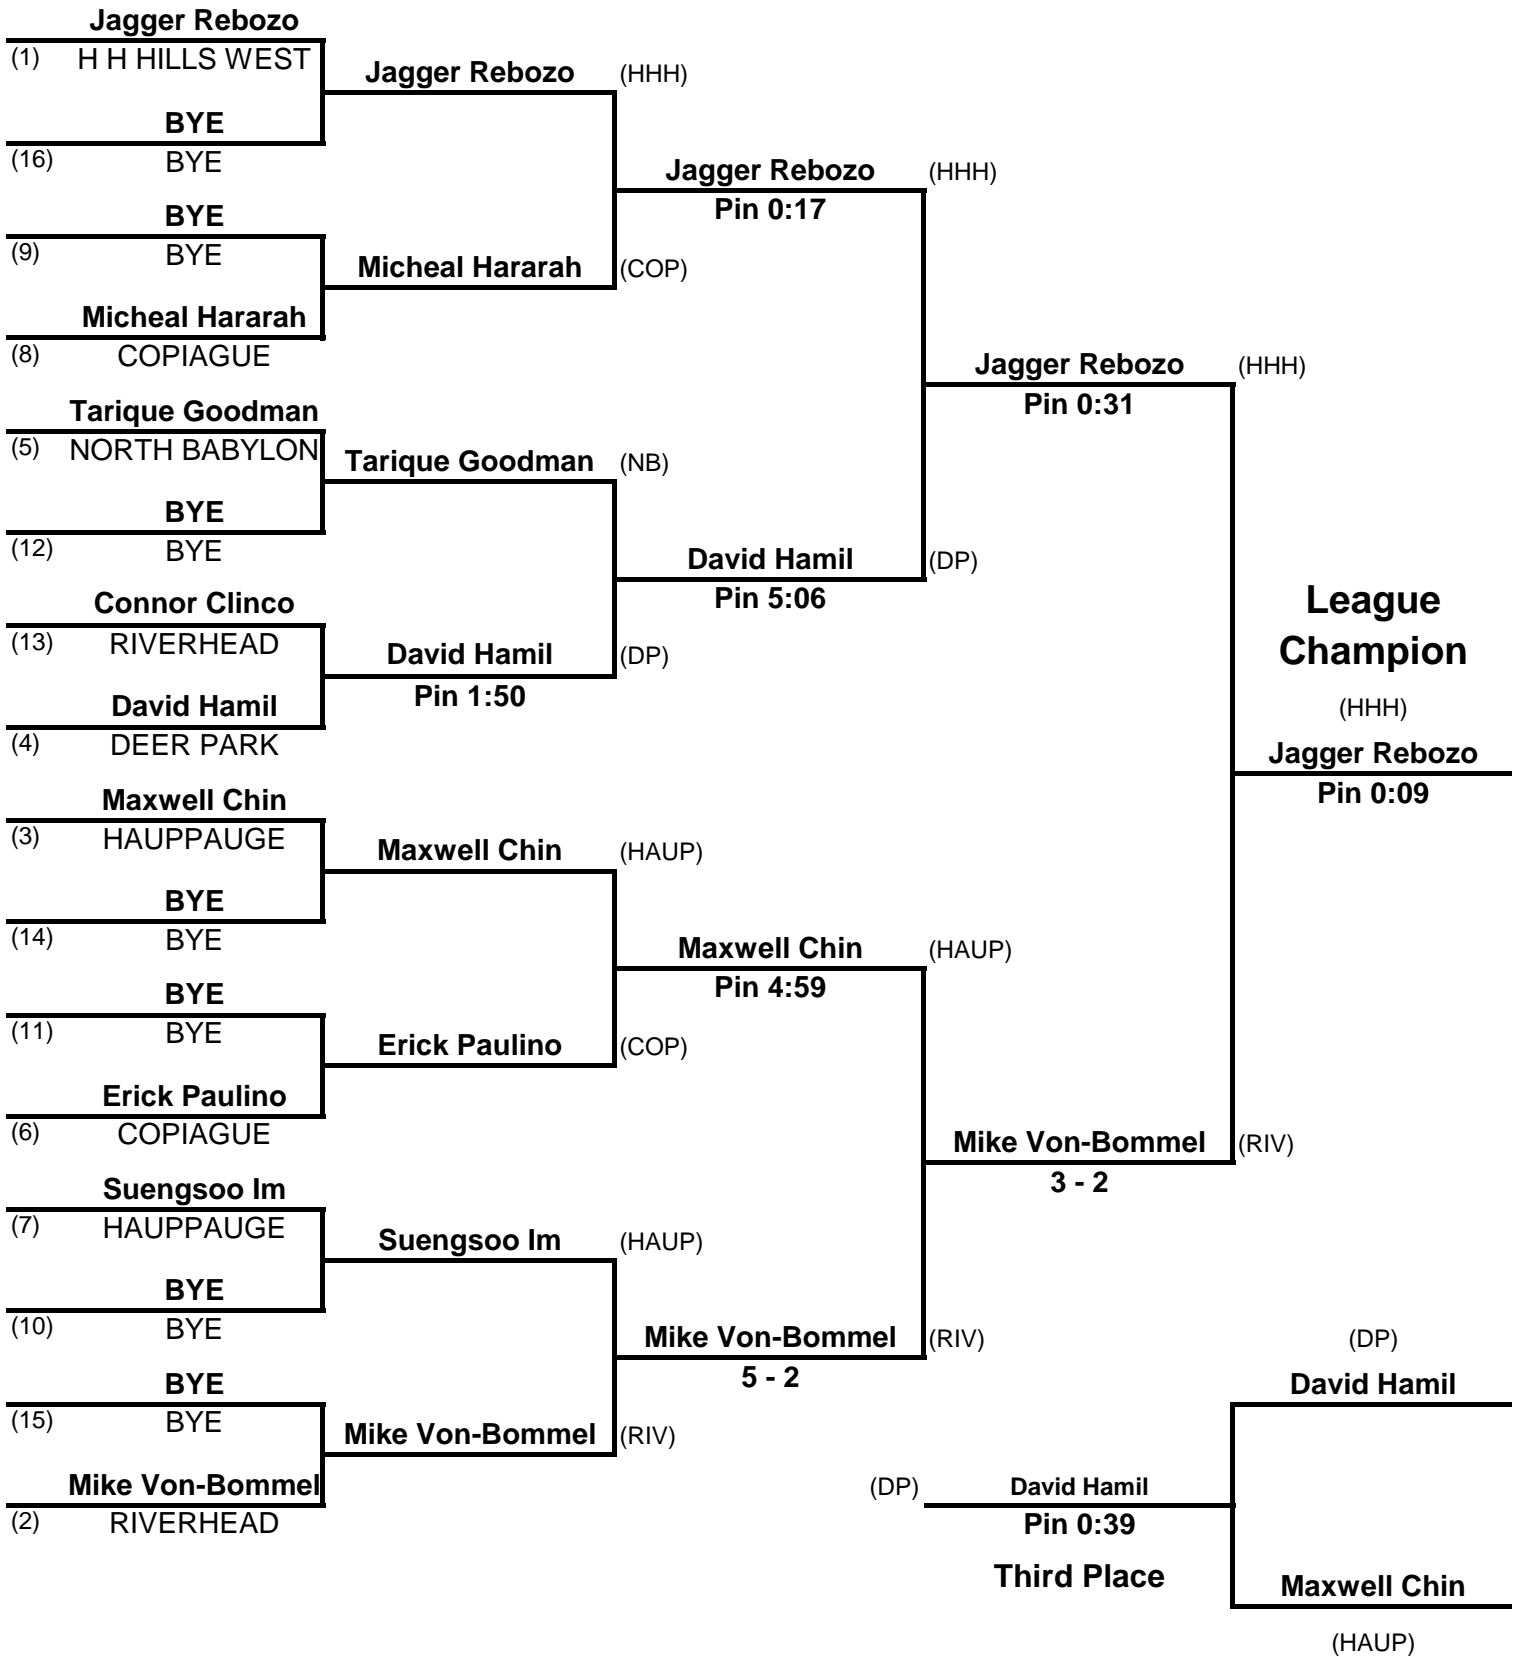 Jagger Rebozo
(1) H H HILLS WEST
BYE
(16) BYE
BYE
(9) BYE
Micheal Hararah
(8) COPIAGUE
Tarique Goodman
(5) NORTH BABYLON
BYE
(12) BYE
Connor Clinco
(13) RIVERHEAD
David Hamil
(4) DEER PARK
Maxwell Chin
(3) HAUPPAUGE
BYE
(14) BYE
BYE
(11) BYE
Erick Paulino
(6) COPIAGUE
Suengsoo Im
(7) HAUPPAUGE
BYE
(10) BYE
BYE
(15) BYE
Mike Von-Bommel
(2) RIVERHEAD
Jagger Rebozo (HHH)
Micheal Hararah (COP)
Tarique Goodman (NB)
David Hamil (DP)
Pin 1:50
Maxwell Chin (HAUP)
Erick Paulino (COP)
Suengsoo Im (HAUP)
Mike Von-Bommel (RIV)
Jagger Rebozo (HHH)
Pin 0:17
David Hamil (DP)
Pin 5:06
Maxwell Chin (HAUP)
Pin 4:59
Mike Von-Bommel (RIV)
5 - 2
Jagger Rebozo (HHH)
Pin 0:31
Mike Von-Bommel (RIV)
3 - 2
League
Champion
(HHH)
Jagger Rebozo
Pin 0:09
(DP)
David Hamil
(DP) David Hamil
Pin 0:39
Third Place
Maxwell Chin
(HAUP)